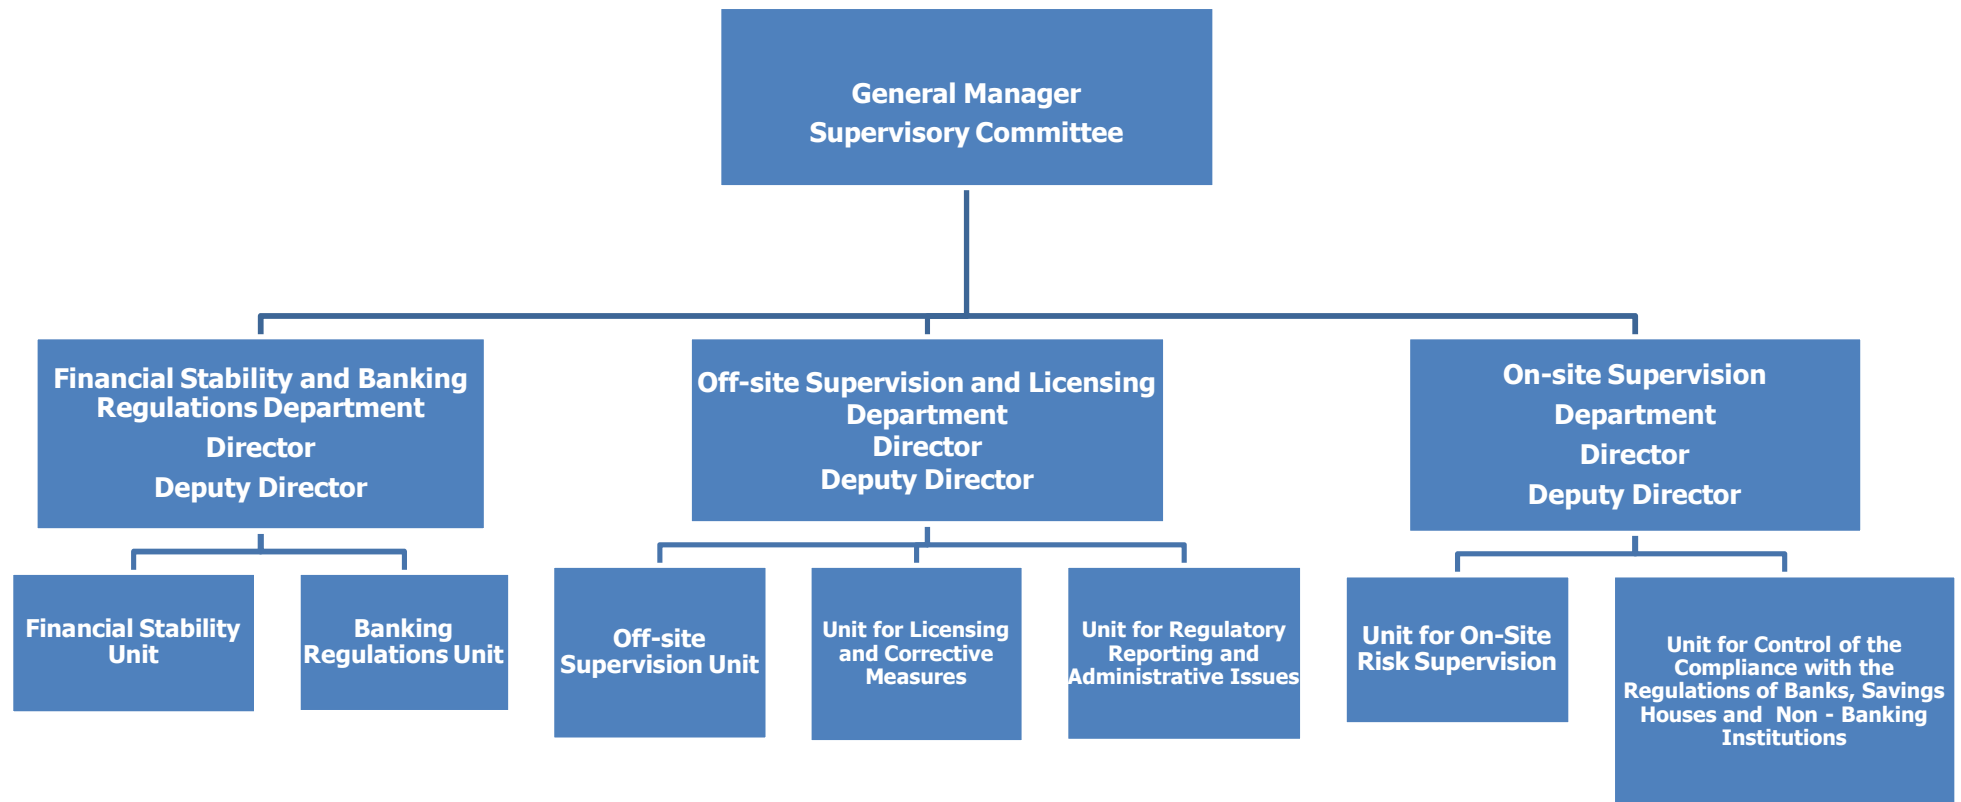 General Manager
Supervisory Committee
Financial Stability and Banking
Regulations Department
Director
Deputy Director
Off-site Supervision and Licensing
Department
Director
Deputy Director
On-site Supervision
Department
Director
Deputy Director
Financial Stability
Unit
Banking
Regulations Unit
Off-site
Supervision Unit
Unit for Licensing
and Corrective
Measures
Unit for Regulatory
Reporting and
Administrative Issues
Unit for On-Site
Risk Supervision
Unit for Control of the
Compliance with the
Regulations of Banks, Savings
Houses and  Non - Banking
Institutions